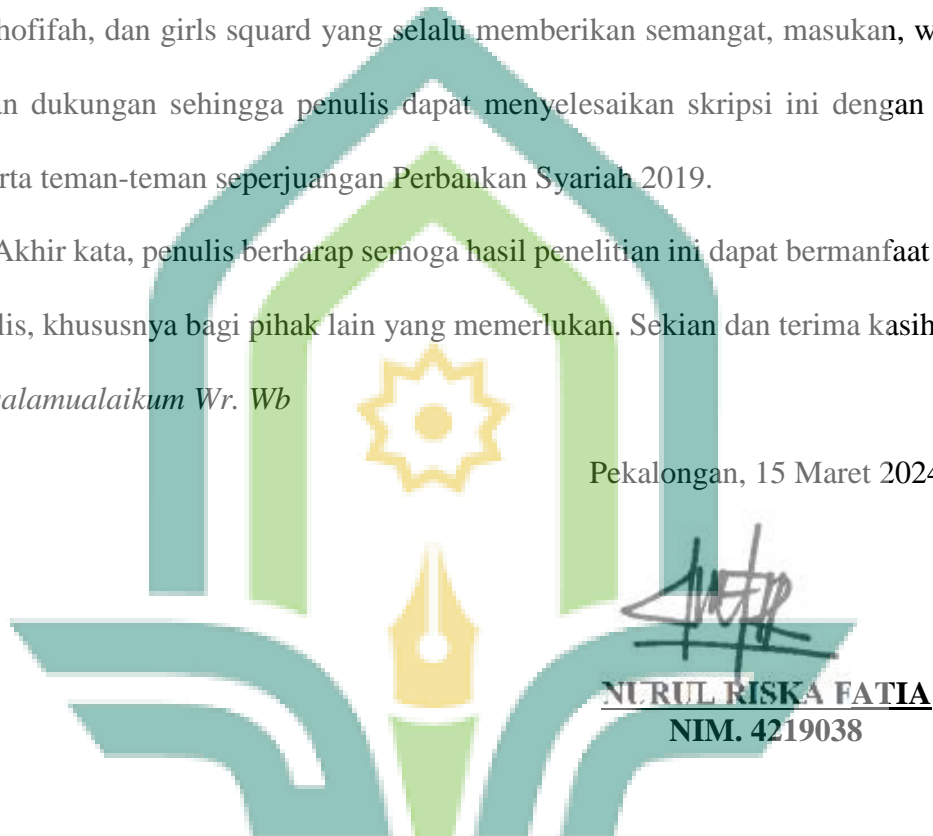 hofifah, dan girls squard yang selalu memberikan semangat, masukan, w
n dukungan sehingga penulis dapat menyelesaikan skripsi ini dengan
rta teman-teman seperjuangan Perbankan Syariah 2019.
Akhir kata, penulis berharap semoga hasil penelitian ini dapat bermanfaat
lis, khususnya bagi pihak lain yang memerlukan. Sekian dan terima kasih
alamualaikum Wr. Wb
Pekalongan, 15 Maret 2024
NURUL RISKA FATIA
NIM. 4219038